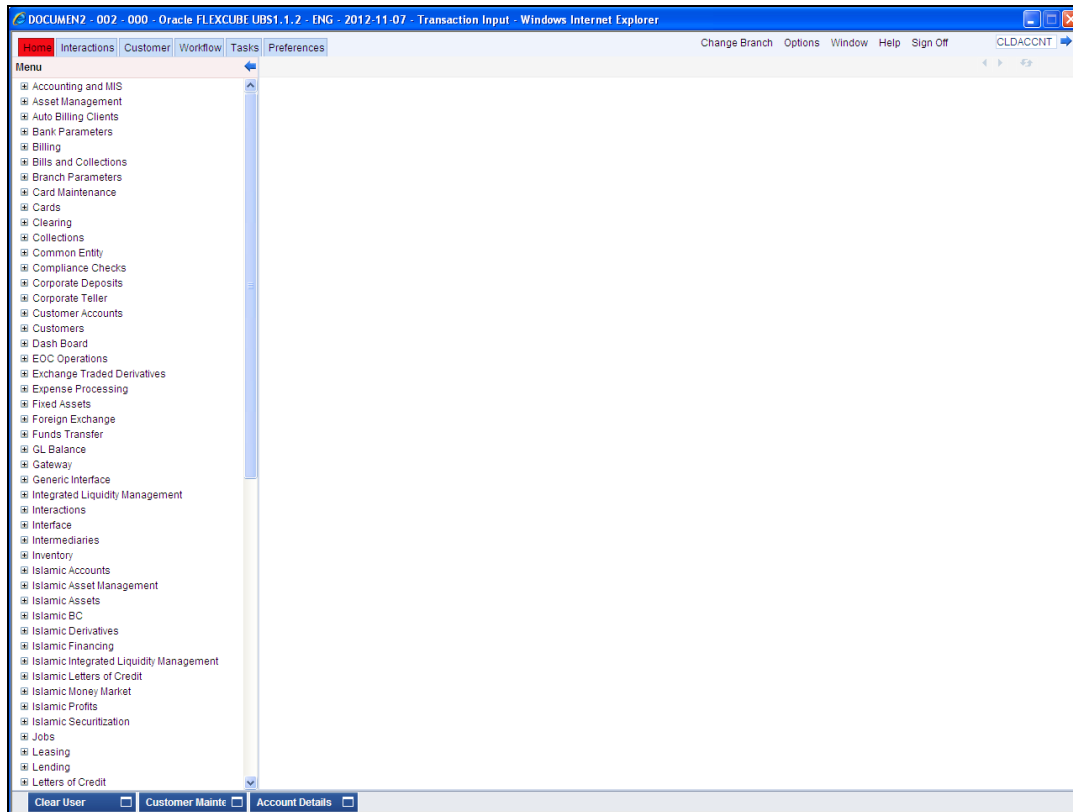 DOCUMEN2 - 002 - 000 - Oracle FLEXCUBE UBS1.1.2 - ENG - 2012-11-07 - Transaction Input - Windows Internet Explorer
Home Interactions Customer Workflow Tasks Preferences Change Branch Options Window Help Sign Off CLDACCNT
Menu
Accounting and MIS
Asset Management
Auto Billing Clients
Bank Parameters
Billing
Bills and Collections
Branch Parameters
Card Maintenance
Cards
Clearing
Collections
Common Entity
Compliance Checks
Corporate Deposits
Corporate Teller
Customer Accounts
Customers
Dash Board
EOC Operations
Exchange Traded Derivatives
Expense Processing
Fixed Assets
Foreign Exchange
Funds Transfer
GL Balance
Gateway
Generic Interface
Integrated Liquidity Management
Interactions
Interface
Intermediaries
Inventory
Islamic Accounts
Islamic Asset Management
Islamic Assets
Islamic BC
Islamic Derivatives
Islamic Financing
Islamic Integrated Liquidity Management
Islamic Letters of Credit
Islamic Money Market
Islamic Profits
Islamic Securitization
Jobs
Leasing
Lending
Letters of Credit
Clear User Customer Mainte Account Details